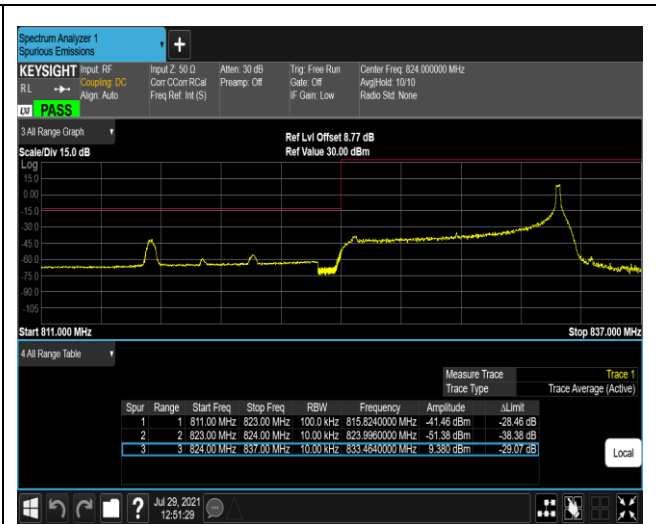 Spectrum Analyzer 1
Spurious Emissions
+
KEYSIGHT Input: RF Input Z: 50 Ω Atten: 30 dB Trig: Free Run Center Freq: 824.000000 MHz
RL Coupling: DC Corr CCorr RCal Preamp: Off Gate: Off Avg|Hold: 10/10
Align: Auto Freq Ref: Int (S) IF Gain: Low Radio Std: None
LXI PASS
3 All Range Graph
Ref Lvl Offset 8.77 dB
Scale/Div 15.0 dB Ref Value 30.00 dBm
Log
15.0
0.00
-15.0
-30.0
-45.0
-60.0
-75.0
-90.0
-105
Start 811.000 MHz Stop 837.000 MHz
4 All Range Table
Measure Trace Trace 1
Trace Type Trace Average (Active)
Spur Range Start Freq Stop Freq RBW Frequency Amplitude ΔLimit
1 1 811.00 MHz 823.00 MHz 100.0 kHz 815.8240000 MHz -41.46 dBm -28.46 dB
2 2 823.00 MHz 824.00 MHz 10.00 kHz 823.9960000 MHz -51.38 dBm -38.38 dB
3 3 824.00 MHz 837.00 MHz 10.00 kHz 833.4640000 MHz 9.380 dBm -29.07 dB
Local
? Jul 29, 2021
12:51:29